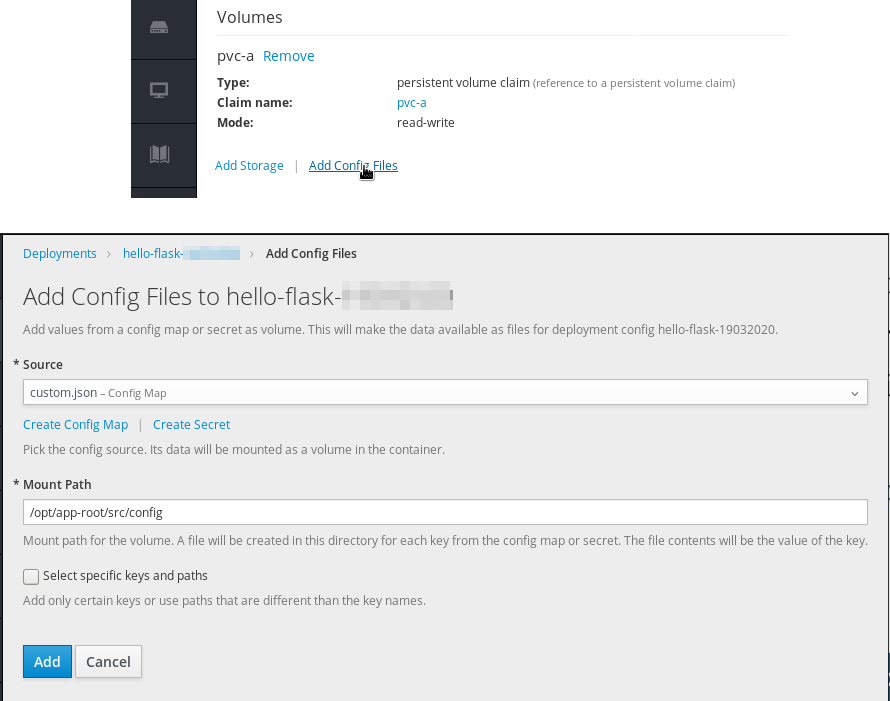 Volumes
pvc-a Remove
Type: persistent volume claim (reference to a persistent volume claim)
Claim name: pvc-a
Mode: read-write
Add Storage | Add Config Files
Deployments › hello-flask- › Add Config Files
Add Config Files to hello-flask-
Add values from a config map or secret as volume. This will make the data available as files for deployment config hello-flask-19032020.
* Source
custom.json – Config Map
Create Config Map | Create Secret
Pick the config source. Its data will be mounted as a volume in the container.
* Mount Path
/opt/app-root/src/config
Mount path for the volume. A file will be created in this directory for each key from the config map or secret. The file contents will be the value of the key.
Select specific keys and paths
Add only certain keys or use paths that are different than the key names.
Add Cancel